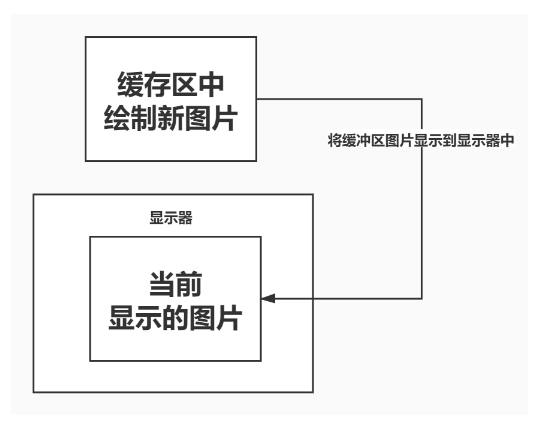 缓存区中
绘制新图片
将缓冲区图片显示到显示器中
显示器
当前
显示的图片